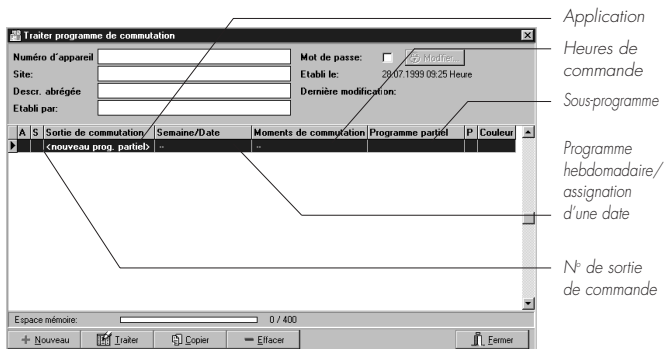 Traiter programme de commutation
Numéro d'appareil
Mot de passe:
Modifier...
Site:
Etabli le:
28.07.1999 09:25 Heure
Descr. abrégée
Dernière modification:
Etabli par:
A S Sortie de commutation Semaine/Date Moments de commutation Programme partiel P Couleur
<nouveau prog. partiel> -- --
Espace mémoire: 0 / 400
Nouveau Traiter Copier Effacer Fermer
Application
Heures de
commande
Sous-programme
Programme
hebdomadaire/
assignation
d'une date
N° de sortie
de commande